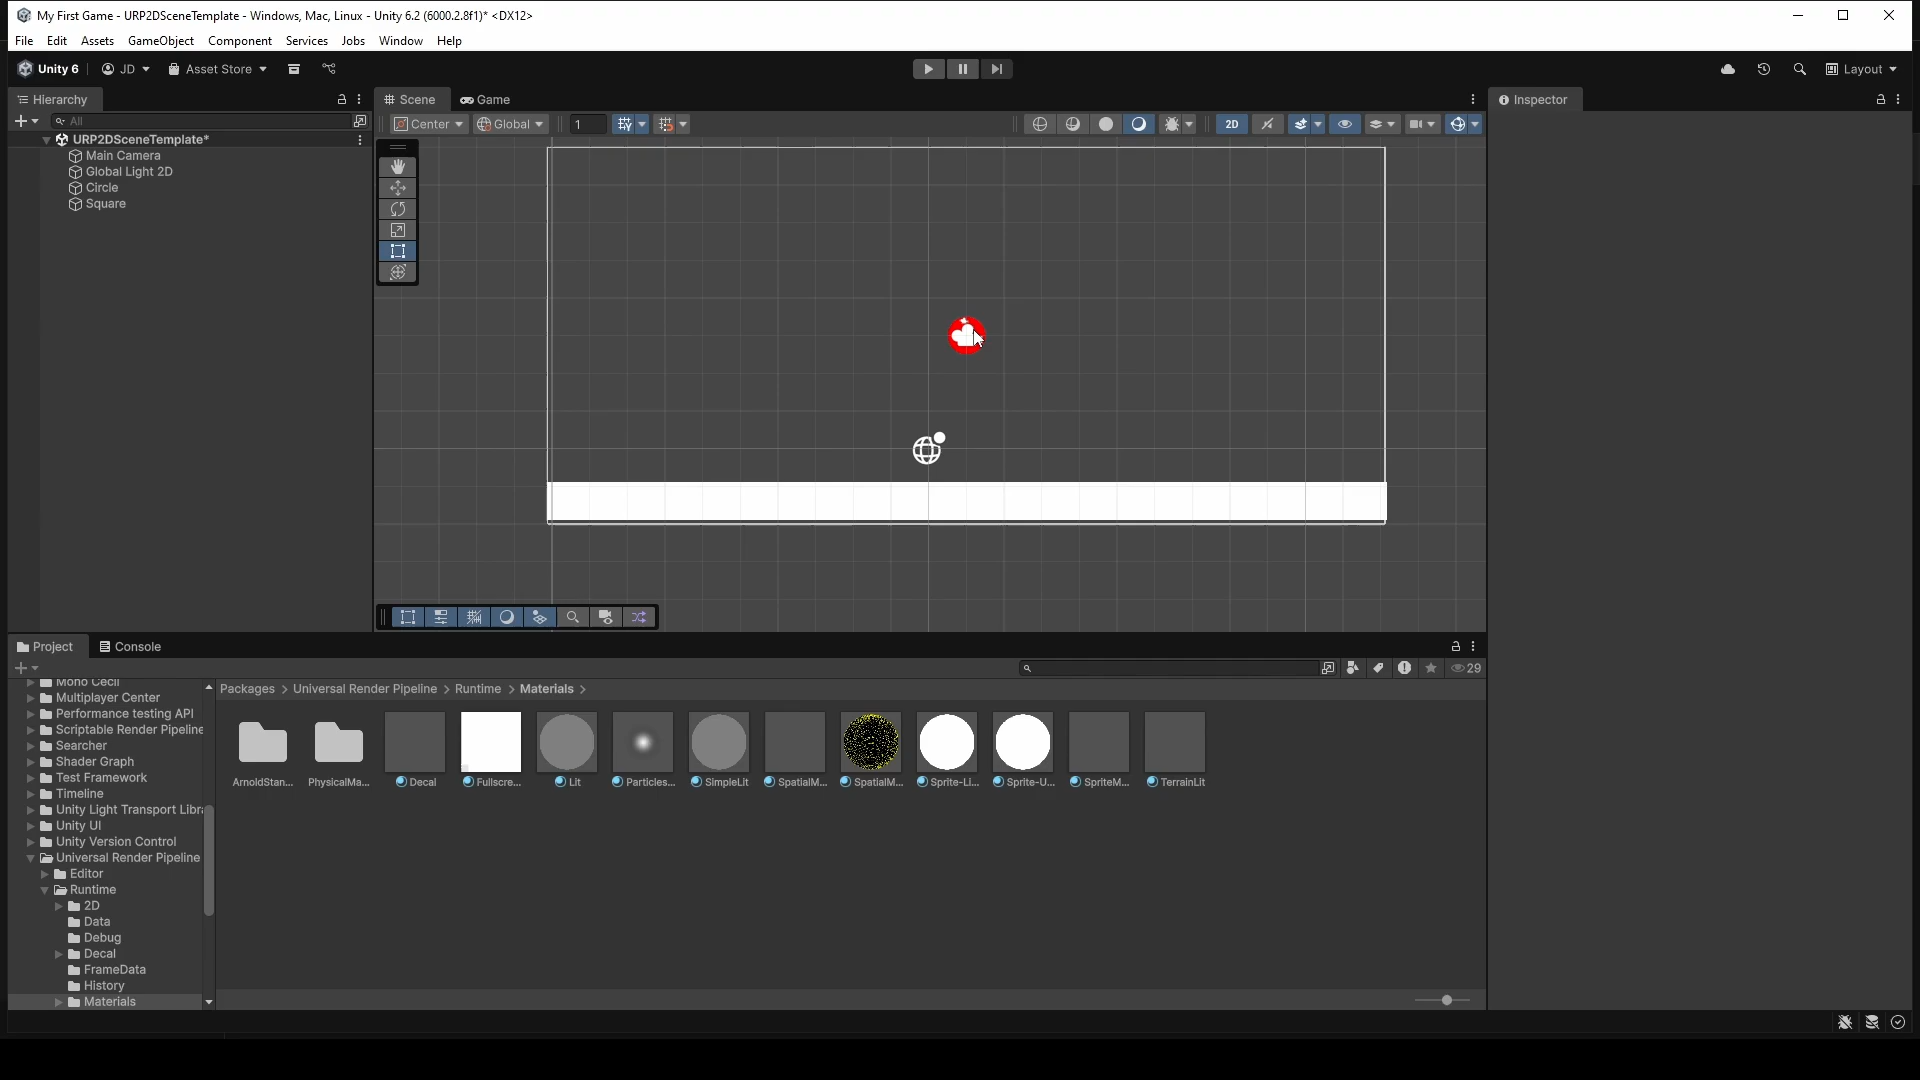 My First Game - URP2DSceneTemplate - Windows, Mac, Linux - Unity 6.2 (6000.2.8f1)* <DX12>
File Edit Assets GameObject Component Services Jobs Window Help
Unity 6 JD Asset Store Layout
Hierarchy Scene Game Inspector
All Center Global 1 2D
URP2DSceneTemplate*
Main Camera
Global Light 2D
Circle
Square
Project Console
29
Mono Cecil
Multiplayer Center
Performance testing API
Scriptable Render Pipeline
Searcher
Shader Graph
Test Framework
Timeline
Unity Light Transport Libr
Unity UI
Unity Version Control
Universal Render Pipeline
Editor
Runtime
2D
Data
Debug
Decal
FrameData
History
Materials
Packages > Universal Render Pipeline > Runtime > Materials >
ArnoldStan... PhysicalMa... Decal Fullscre... Lit Particles... SimpleLit SpatialM... SpatialM... Sprite-Li... Sprite-U... SpriteM... TerrainLit